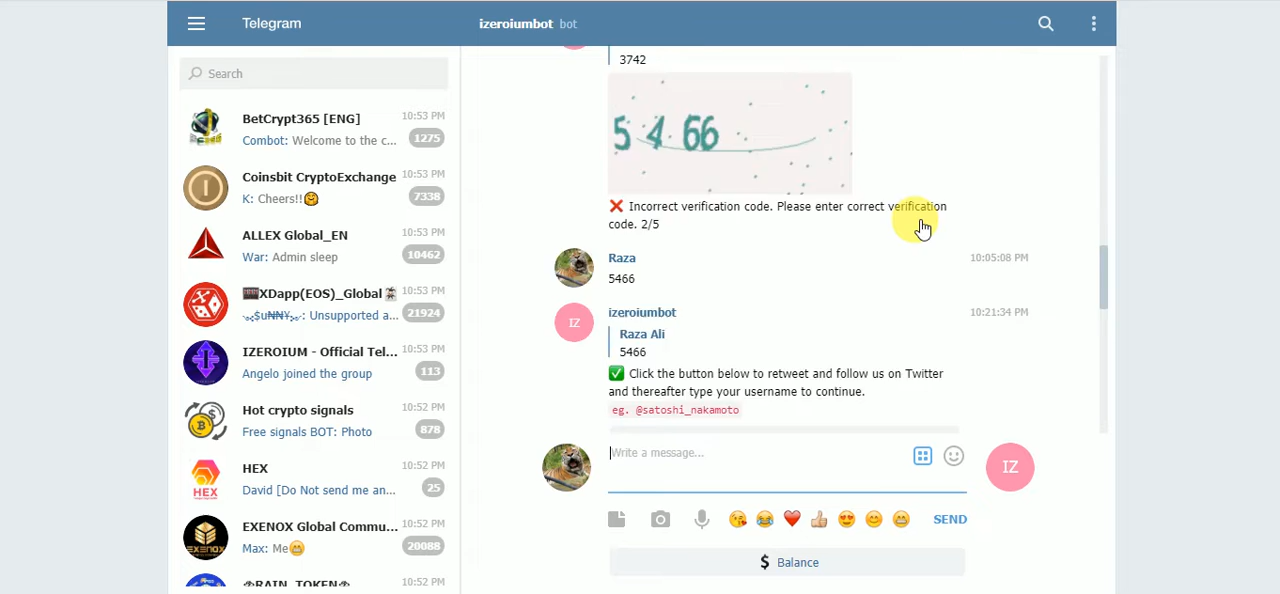 Telegram
izeroiumbot bot
Search
BetCrypt365 [ENG] 10:53 PM
Combot: Welcome to the c... 1275
Coinsbit CryptoExchange 10:53 PM
K: Cheers!!🤗 7338
ALLEX Global_EN 10:53 PM
War: Admin sleep 10462
XDapp(EOS)_Global 10:53 PM
Unsupported a... 21924
IZEROIUM - Official Tel... 10:53 PM
Angelo joined the group 113
Hot crypto signals 10:52 PM
Free signals BOT: Photo 878
HEX 10:52 PM
David [Do Not send me an... 25
EXENOX Global Commu... 10:52 PM
Max: Me😁 20088
RAIN_TOKEN 10:52 PM
3742
5 4 66
❌ Incorrect verification code. Please enter correct verification
code. 2/5
Raza 10:05:08 PM
5466
IZ
izeroiumbot 10:21:34 PM
Raza Ali
5466
✅ Click the button below to retweet and follow us on Twitter
and thereafter type your username to continue.
eg. @satoshi_nakamoto
Write a message...
IZ
SEND
$ Balance